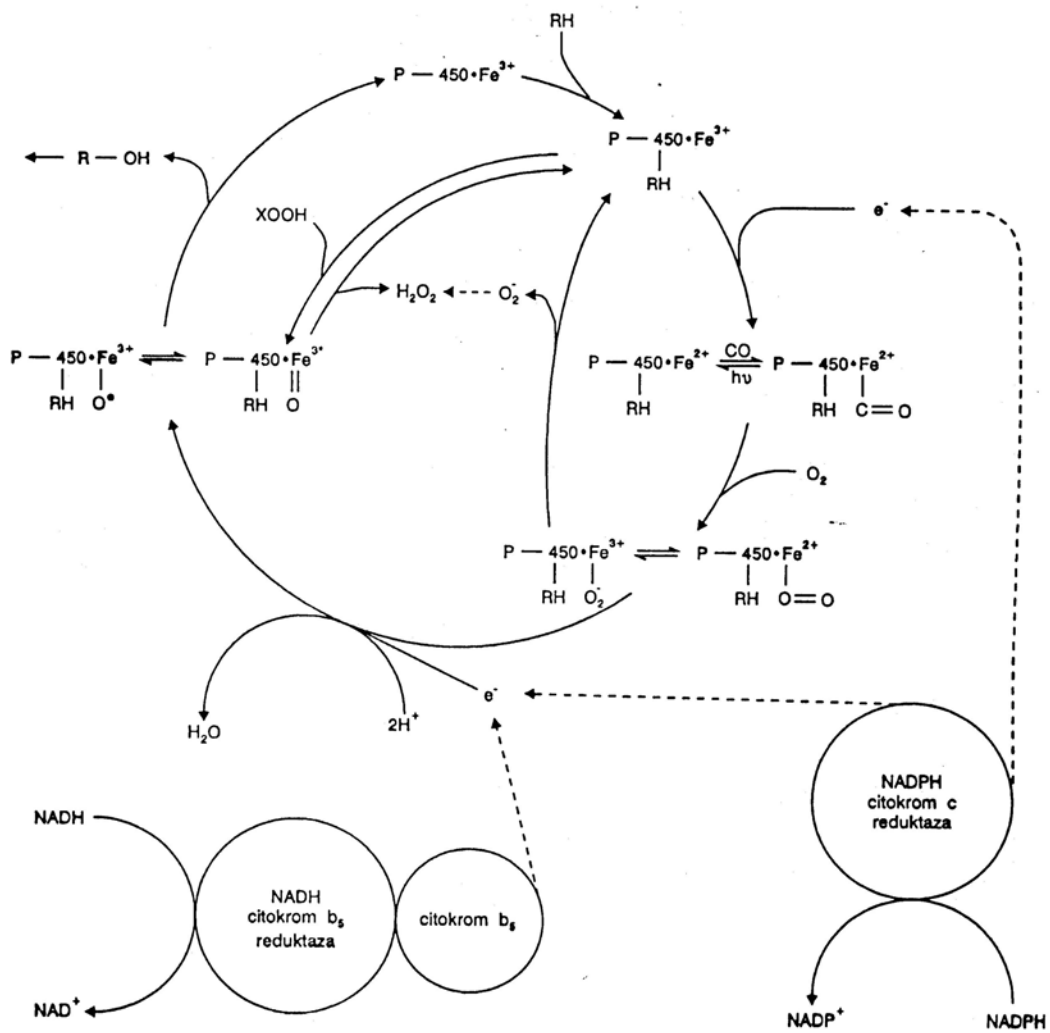 RH
P — 450·Fe³⁺
P — 450·Fe³⁺
RH
R — OH
XOOH
e⁻
H₂O₂
O₂⁻
P — 450·Fe³⁺
RH O•
P — 450·Fe³⁺
RH O
P — 450·Fe²⁺
RH
CO
hυ
P — 450·Fe²⁺
RH C=O
O₂
P — 450·Fe³⁺
RH O₂⁻
P — 450·Fe²⁺
RH O=O
e⁻
H₂O
2H⁺
NADPH
citokrom c
reduktaza
NADH
NADH
citokrom b₅
reduktaza
citokrom b₅
NAD⁺
NADP⁺
NADPH